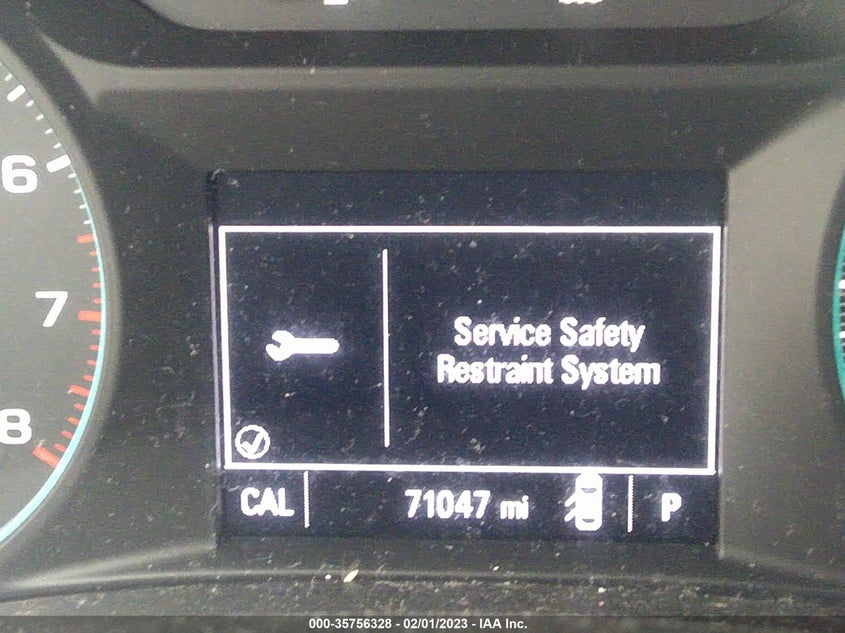 6
7
8
Service Safety
Restraint System
CAL 71047 mi P
000-35756328 - 02/01/2023 - IAA Inc.